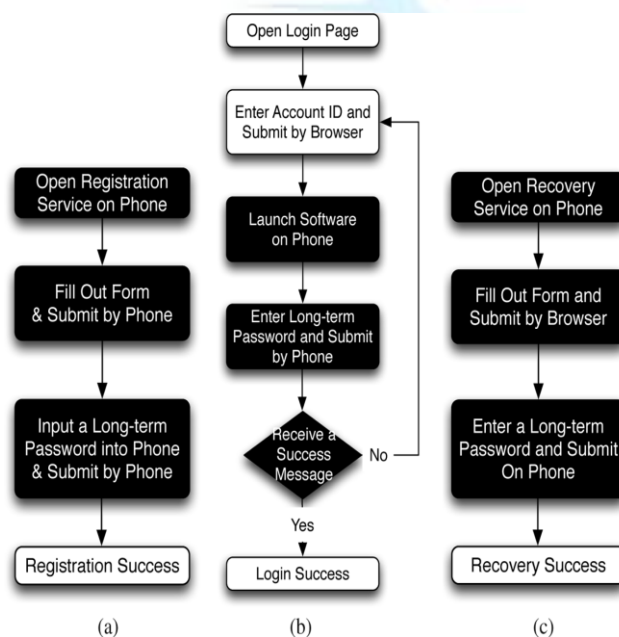 Open Registration
Service on Phone
Fill Out Form
& Submit by Phone
Input a Long-term
Password into Phone
& Submit by Phone
Registration Success
(a)
Open Login Page
Enter Account ID and
Submit by Browser
Launch Software
on Phone
Enter Long-term
Password and Submit
by Phone
Receive a
Success
Message
No
Yes
Login Success
(b)
Open Recovery
Service on Phone
Fill Out Form and
Submit by Browser
Enter a Long-term
Password and Submit
On Phone
Recovery Success
(c)